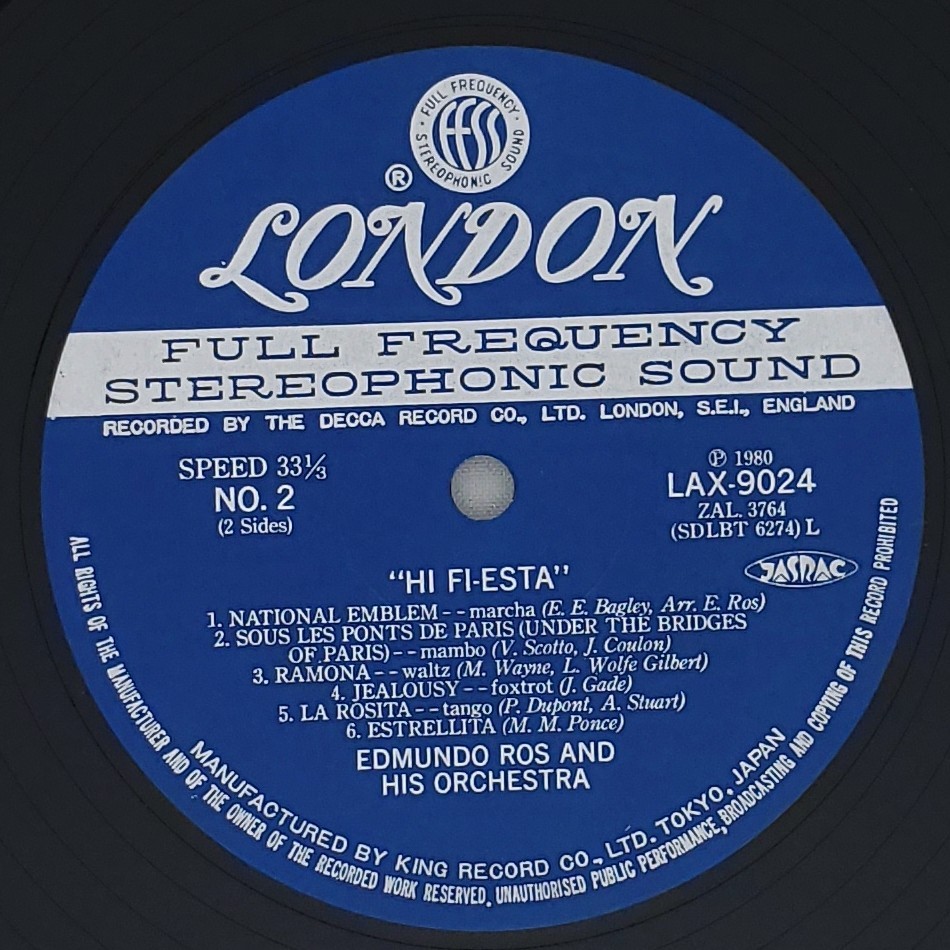 FULL FREQUENCY
FFSS
STEREOPHONIC SOUND
®
LONDON
FULL FREQUENCY
STEREOPHONIC SOUND
RECORDED BY THE DECCA RECORD CO., LTD. LONDON, S.E.I., ENGLAND
SPEED 33⅓
NO. 2
(2 Sides)
℗ 1980
LAX-9024
ZAL. 3764
(SDLBT 6274) L
JASRAC
“HI FI-ESTA”
1. NATIONAL EMBLEM -- marcha (E. E. Bagley, Arr. E. Ros)
2. SOUS LES PONTS DE PARIS (UNDER THE BRIDGES
OF PARIS) -- mambo (V. Scotto, J. Coulon)
3. RAMONA -- waltz (M. Wayne, L. Wolfe Gilbert)
4. JEALOUSY -- foxtrot (J. Gade)
5. LA ROSITA -- tango (P. Dupont, A. Stuart)
6. ESTRELLITA (M. M. Ponce)
EDMUNDO ROS AND
HIS ORCHESTRA
MANUFACTURED BY KING RECORD CO., LTD. TOKYO, JAPAN
ALL RIGHTS OF THE MANUFACTURER AND OF THE OWNER OF THE RECORDED WORK RESERVED. UNAUTHORISED PUBLIC PERFORMANCE, BROADCASTING AND COPYING OF THIS RECORD PROHIBITED